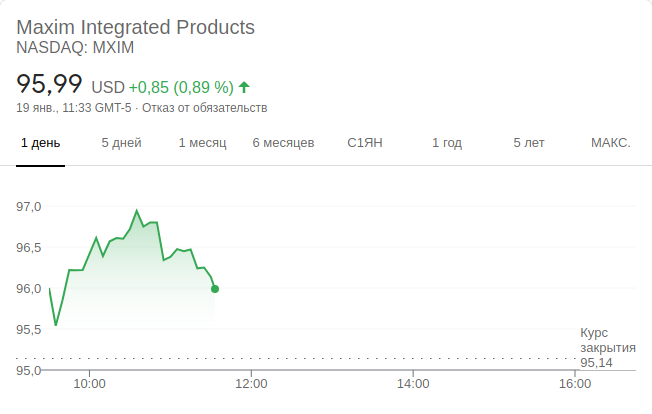 Maxim Integrated Products
NASDAQ: MXIM
95,99 USD +0,85 (0,89 %)
19 янв., 11:33 GMT-5 · Отказ от обязательств
1 день 5 дней 1 месяц 6 месяцев С1ЯН 1 год 5 лет МАКС.
97,0
96,5
96,0
95,5
95,0
Курс
закрытия
95,14
10:00 12:00 14:00 16:00